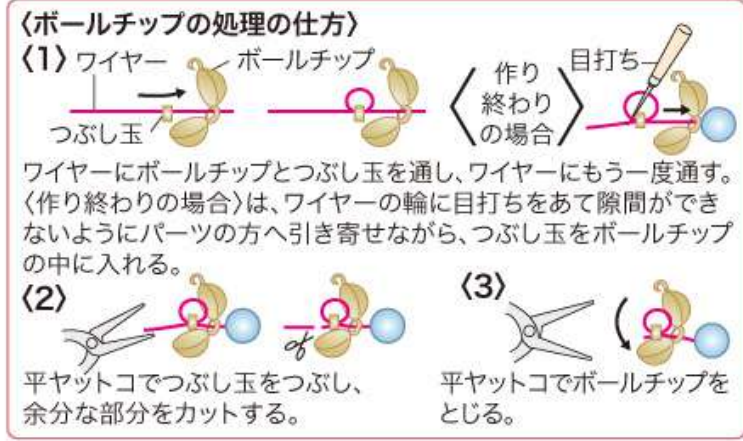 〈ボールチップの処理の仕方〉
〈1〉 ワイヤー
ボールチップ
つぶし玉
〈作り
終わり
の場合〉
目打ち
ワイヤーにボールチップとつぶし玉を通し、ワイヤーにもう一度通す。
〈作り終わりの場合〉は、ワイヤーの輪に目打ちをあて隙間ができ
ないようにパーツの方へ引き寄せながら、つぶし玉をボールチップ
の中に入れる。
〈2〉
平ヤットコでつぶし玉をつぶし、
余分な部分をカットする。
〈3〉
平ヤットコでボールチップを
とじる。